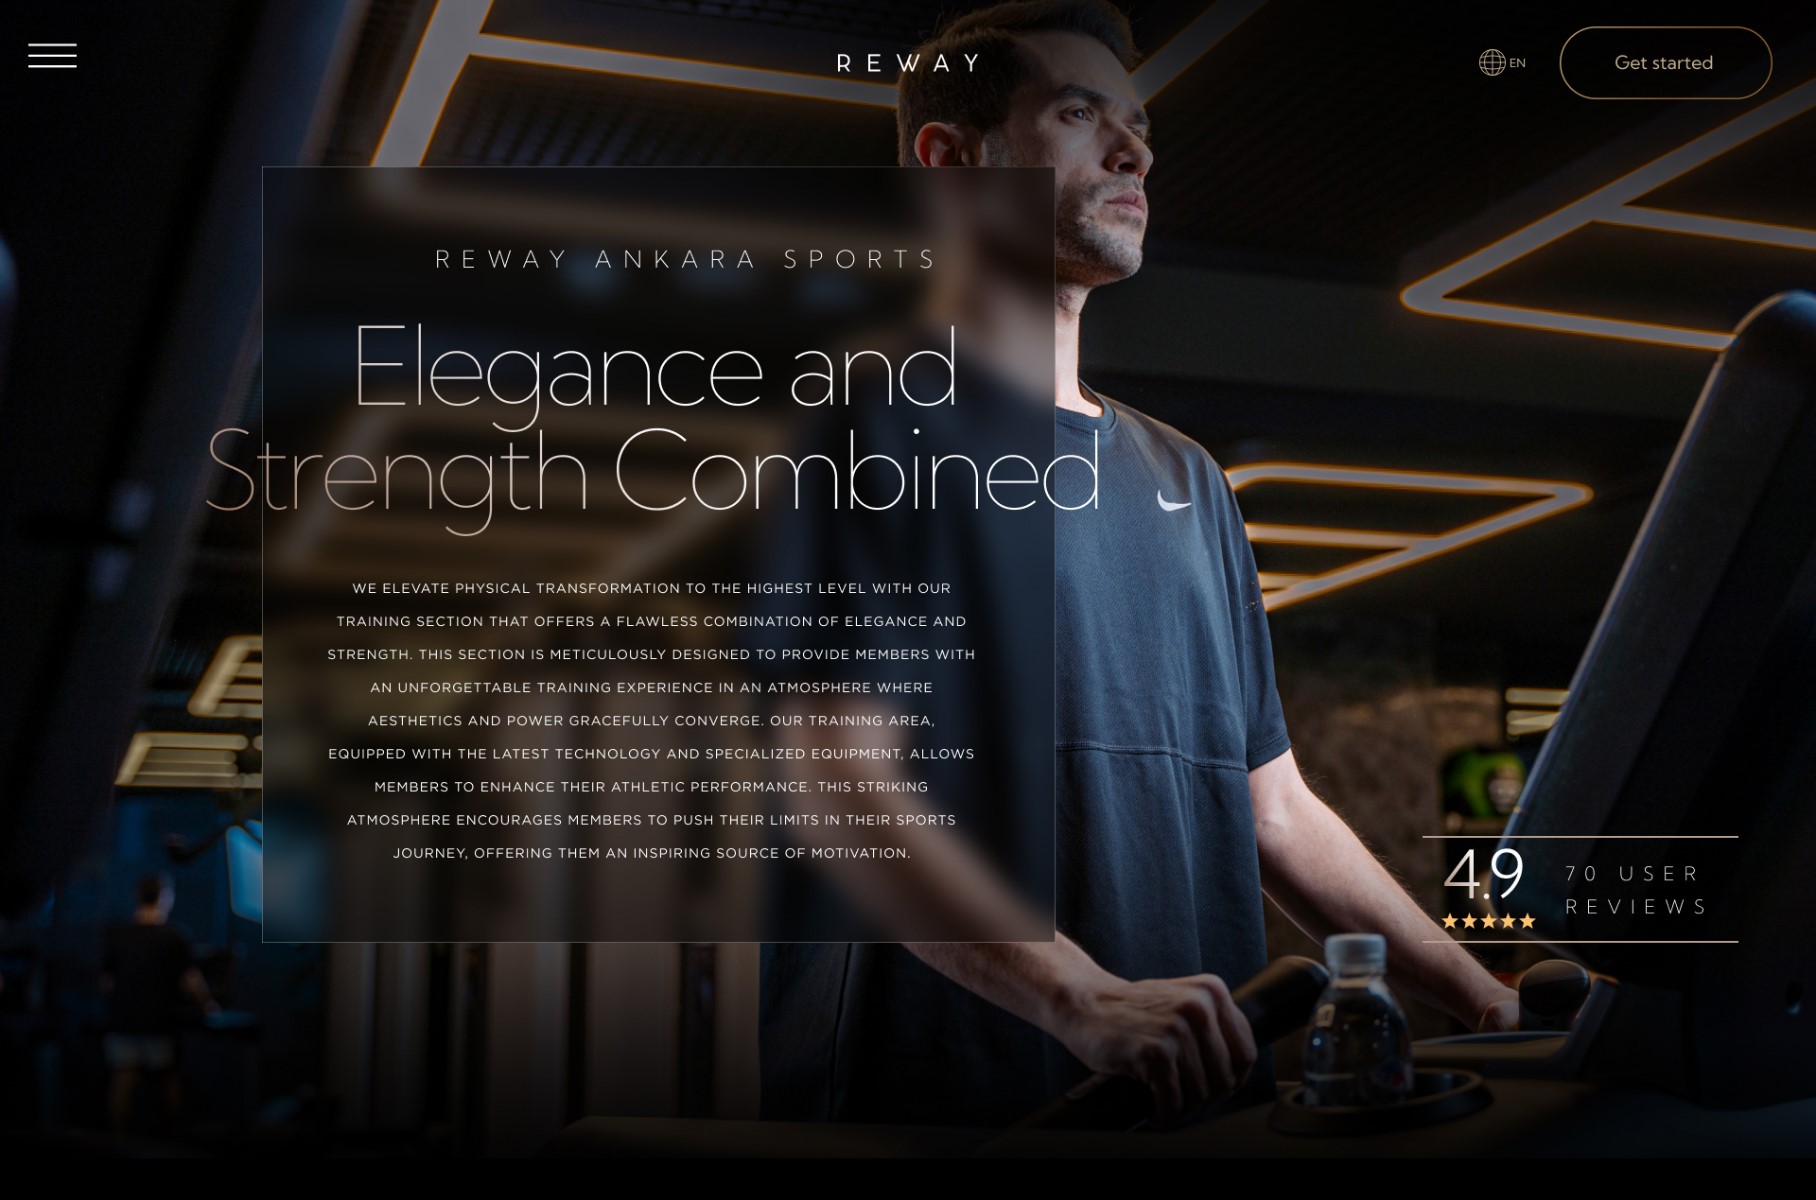 REWAY
EN
Get started
REWAY ANKARA SPORTS
Elegance and
Strength Combined
WE ELEVATE PHYSICAL TRANSFORMATION TO THE HIGHEST LEVEL WITH OUR
TRAINING SECTION THAT OFFERS A FLAWLESS COMBINATION OF ELEGANCE AND
STRENGTH. THIS SECTION IS METICULOUSLY DESIGNED TO PROVIDE MEMBERS WITH
AN UNFORGETTABLE TRAINING EXPERIENCE IN AN ATMOSPHERE WHERE
AESTHETICS AND POWER GRACEFULLY CONVERGE. OUR TRAINING AREA,
EQUIPPED WITH THE LATEST TECHNOLOGY AND SPECIALIZED EQUIPMENT, ALLOWS
MEMBERS TO ENHANCE THEIR ATHLETIC PERFORMANCE. THIS STRIKING
ATMOSPHERE ENCOURAGES MEMBERS TO PUSH THEIR LIMITS IN THEIR SPORTS
JOURNEY, OFFERING THEM AN INSPIRING SOURCE OF MOTIVATION.
4.9
70 USER
REVIEWS